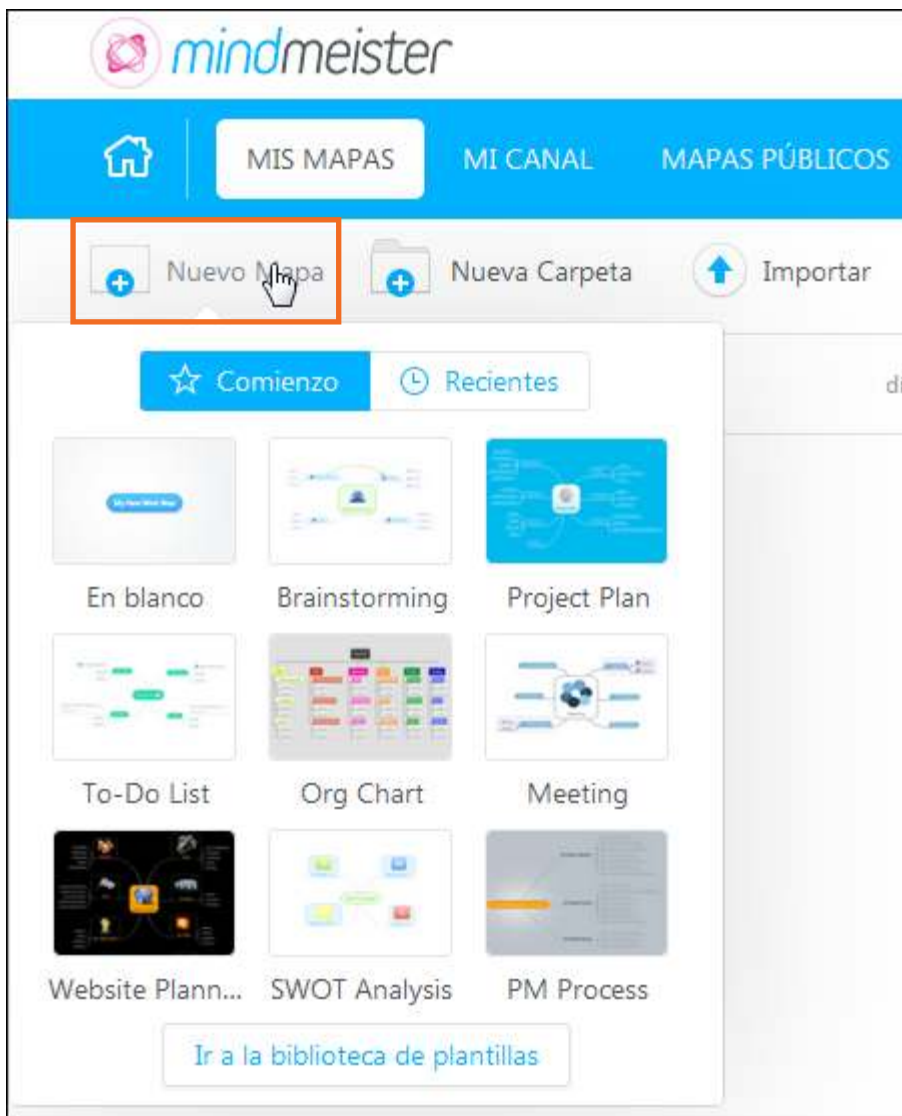 mindmeister
MIS MAPAS MI CANAL MAPAS PÚBLICOS
Nuevo Mapa Nueva Carpeta Importar
Comienzo Recientes
En blanco Brainstorming Project Plan
To-Do List Org Chart Meeting
Website Plann... SWOT Analysis PM Process
Ir a la biblioteca de plantillas